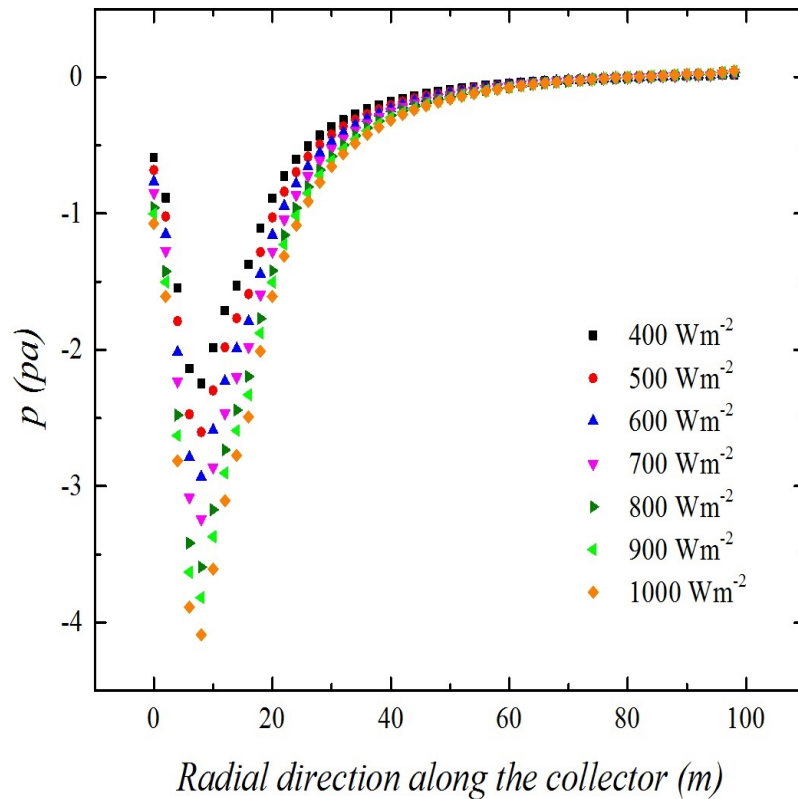 0
-1
-2
-3
-4
p (pa)
400 Wm-2
500 Wm-2
600 Wm-2
700 Wm-2
800 Wm-2
900 Wm-2
1000 Wm-2
0 20 40 60 80 100
Radial direction along the collector (m)